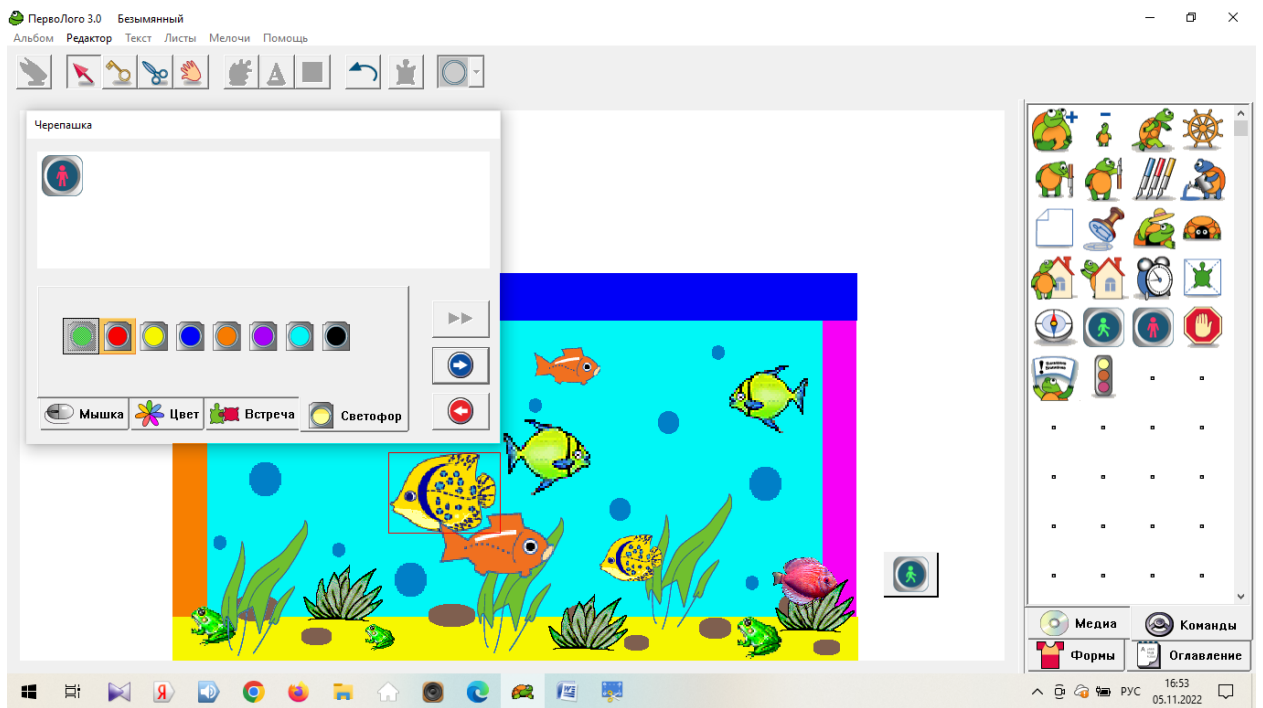 ПервоЛого 3.0 Безымянный
Альбом Редактор Текст Листы Мелочи Помощь
Черепашка
Мышка Цвет Встреча Светофор
Медиа Команды
Формы Оглавление
РУС 16:53
05.11.2022